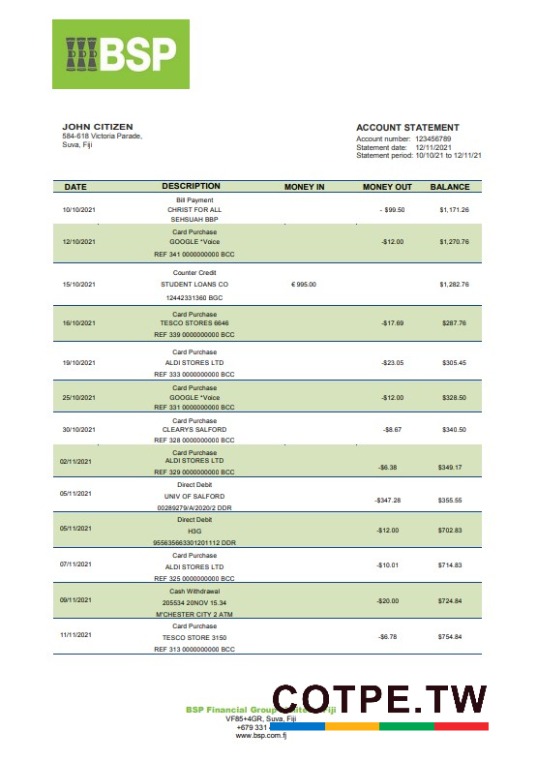 BSP
JOHN CITIZEN
584-618 Victoria Parade,
Suva, Fiji
ACCOUNT STATEMENT
Account number: 123456789
Statement date: 12/11/2021
Statement period: 10/10/21 to 12/11/21
DATE DESCRIPTION MONEY IN MONEY OUT BALANCE
Bill Payment
10/10/2021 CHRIST FOR ALL - $99.50 $1,171.26
SEHSUAH BBP
Card Purchase
12/10/2021 GOOGLE *Voice -$12.00 $1,270.76
REF 341 0000000000 BCC
Counter Credit
15/10/2021 STUDENT LOANS CO € 995.00 $1,282.76
12442331360 BGC
Card Purchase
16/10/2021 TESCO STORES 6646 -$17.69 $287.76
REF 339 0000000000 BCC
Card Purchase
19/10/2021 ALDI STORES LTD -$23.05 $305.45
REF 333 0000000000 BCC
Card Purchase
25/10/2021 GOOGLE *Voice -$12.00 $328.50
REF 331 0000000000 BCC
Card Purchase
30/10/2021 CLEARYS SALFORD -$8.67 $340.50
REF 328 0000000000 BCC
Card Purchase
02/11/2021 ALDI STORES LTD -$6.38 $349.17
REF 329 0000000000 BCC
Direct Debit
05/11/2021 UNIV OF SALFORD -$347.28 $355.55
00289279/A/2020/2 DDR
Direct Debit
05/11/2021 H3G -$12.00 $702.83
955635663301201112 DDR
Card Purchase
07/11/2021 ALDI STORES LTD -$10.01 $714.83
REF 325 0000000000 BCC
Cash Withdrawal
09/11/2021 205534 20NOV 15.34 -$20.00 $724.84
M'CHESTER CITY 2 ATM
Card Purchase
11/11/2021 TESCO STORE 3150 -$6.78 $754.84
REF 313 0000000000 BCC
COTPE.TW
BSP Financial Group Fiji
VF85+4GR, Suva, Fiji
+679 331
www.bsp.com.fj